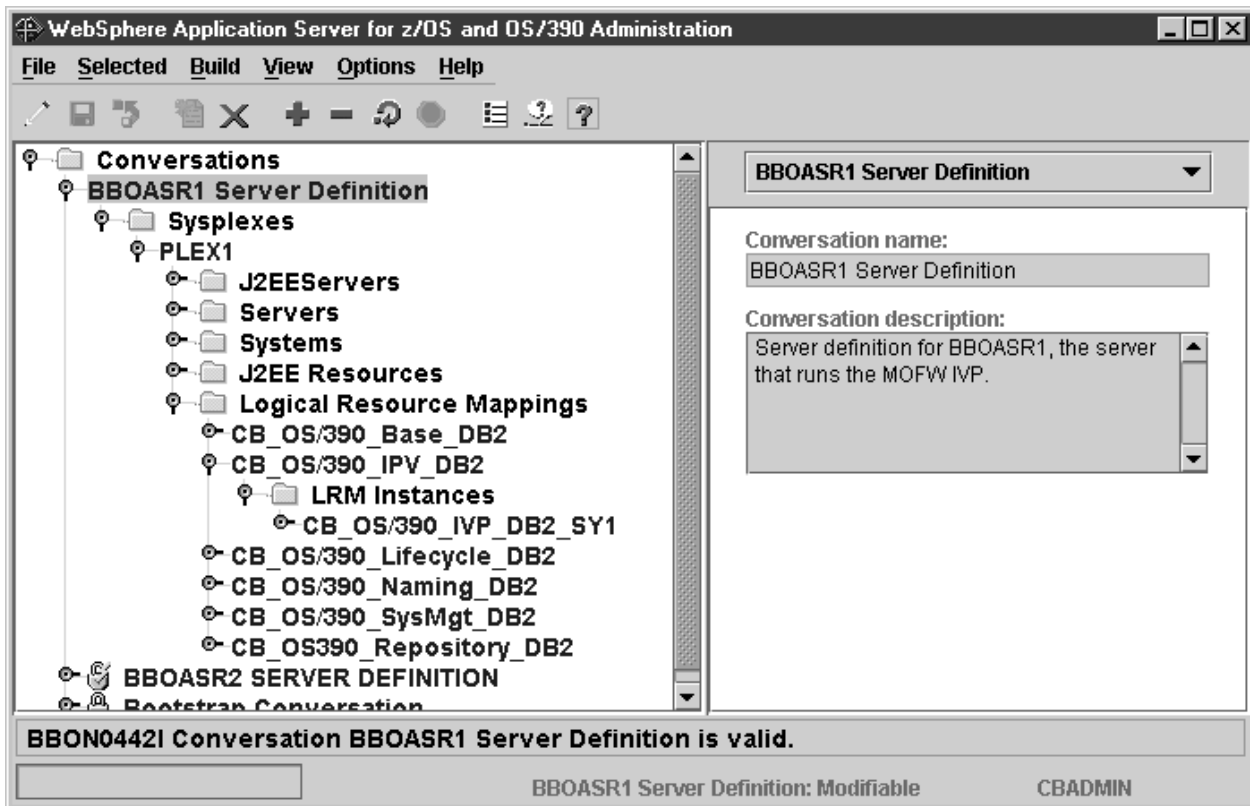 WebSphere Application Server for z/OS and OS/390 Administration
File Selected Build View Options Help
Conversations
BBOASR1 Server Definition
Sysplexes
PLEX1
J2EEServers
Servers
Systems
J2EE Resources
Logical Resource Mappings
CB_OS/390_Base_DB2
CB_OS/390_IPV_DB2
LRM Instances
CB_OS/390_IVP_DB2_SY1
CB_OS/390_Lifecycle_DB2
CB_OS/390_Naming_DB2
CB_OS/390_SysMgt_DB2
CB_OS390_Repository_DB2
BBOASR2 SERVER DEFINITION
Bootstrap Conversation
BBOASR1 Server Definition
Conversation name:
BBOASR1 Server Definition
Conversation description:
Server definition for BBOASR1, the server
that runs the MOFW IVP.
BBON0442I Conversation BBOASR1 Server Definition is valid.
BBOASR1 Server Definition: Modifiable CBADMIN